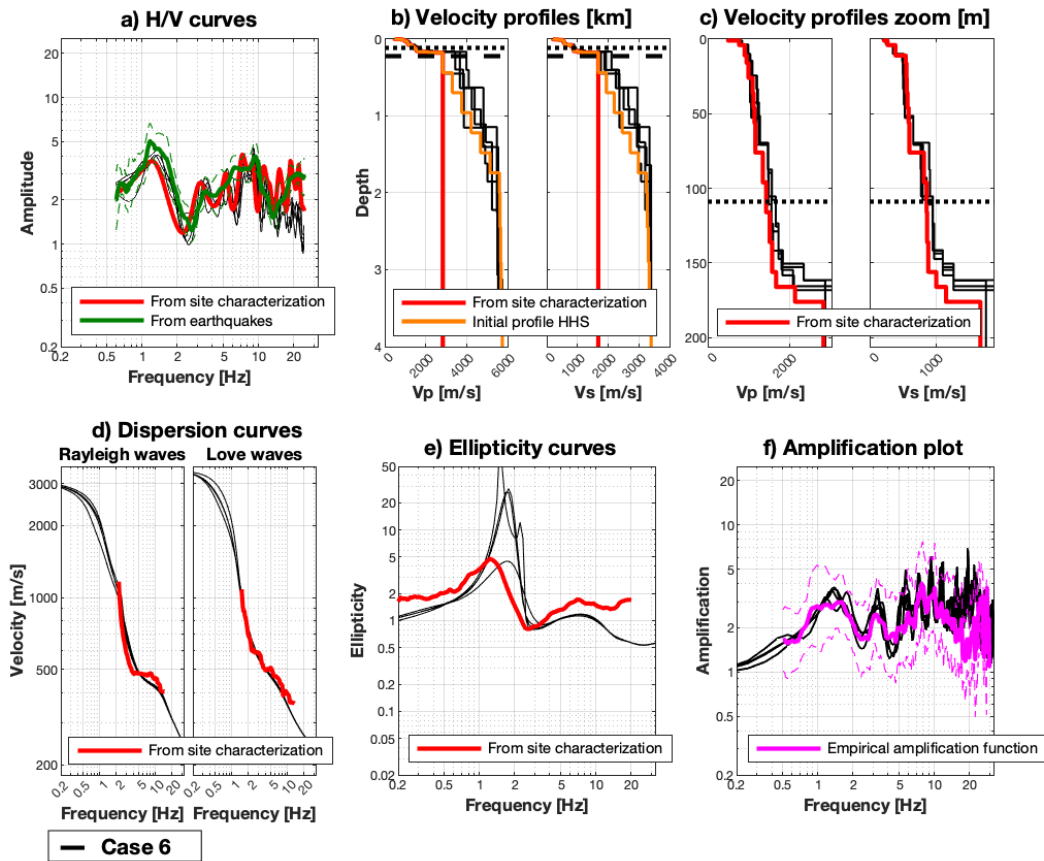 a) H/V curves
20
10
5
2
1
0.5
0.2
Amplitude
0.2 0.5 1 2 5 10 20
Frequency [Hz]
From site characterization
From earthquakes
b) Velocity profiles [km]
0
1
2
3
4
Depth
0 2000 4000 6000
Vp [m/s]
0 1000 2000 3000 4000
Vs [m/s]
From site characterization
Initial profile HHS
c) Velocity profiles zoom [m]
0
50
100
150
200
0 2000
Vp [m/s]
0 1000
Vs [m/s]
From site characterization
d) Dispersion curves
Rayleigh waves Love waves
3000
2000
1000
500
200
Velocity [m/s]
0.2 0.5 1 2 5 10 20
0.2 0.5 1 2 5 10 20
Frequency [Hz] Frequency [Hz]
From site characterization
e) Ellipticity curves
50
20
10
5
2
1
0.5
0.2
0.1
0.05
0.02
Ellipticity
0.2 0.5 1 2 5 10 20
Frequency [Hz]
From site characterization
f) Amplification plot
20
10
5
2
1
0.5
0.2
Amplification
0.2 0.5 1 2 5 10 20
Frequency [Hz]
Empirical amplification function
Case 6